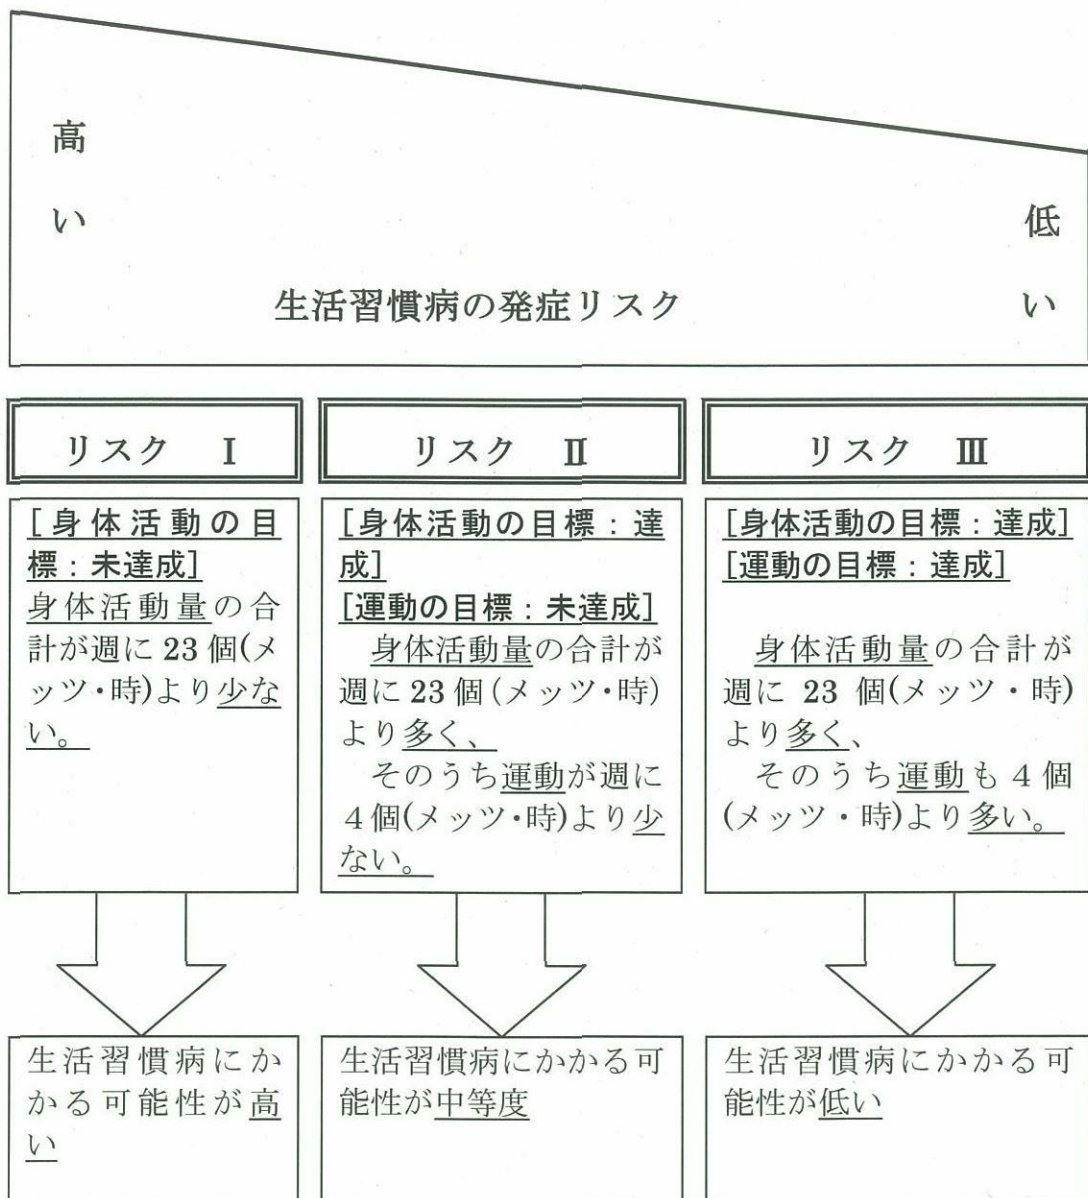 高い
低い
生活習慣病の発症リスク
リスク Ⅰ
リスク Ⅱ
リスク Ⅲ
[身体活動の目
標：未達成]
身体活動量の合
計が週に 23 個(メ
ッツ・時)より少な
い。
[身体活動の目標：達
成]
[運動の目標：未達成]
身体活動量の合計が
週に 23 個(メッツ・時)
より多く、
そのうち運動が週に
４個(メッツ・時)より少
ない。
[身体活動の目標：達成]
[運動の目標：達成]
身体活動量の合計が
週に 23 個(メッツ・時)
より多く、
そのうち運動も 4 個
(メッツ・時)より多い。
生活習慣病にか
かる可能性が高
い
生活習慣病にかかる可
能性が中等度
生活習慣病にかかる可
能性が低い